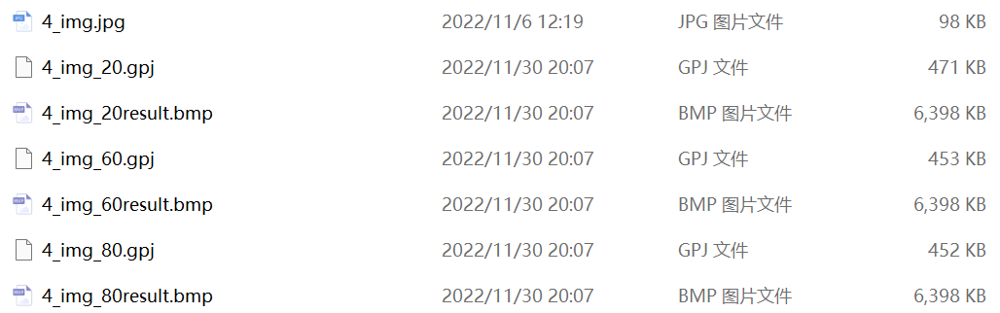 4_img.jpg 2022/11/6 12:19 JPG 图片文件 98 KB
4_img_20.gpj 2022/11/30 20:07 GPJ 文件 471 KB
4_img_20result.bmp 2022/11/30 20:07 BMP 图片文件 6,398 KB
4_img_60.gpj 2022/11/30 20:07 GPJ 文件 453 KB
4_img_60result.bmp 2022/11/30 20:07 BMP 图片文件 6,398 KB
4_img_80.gpj 2022/11/30 20:07 GPJ 文件 452 KB
4_img_80result.bmp 2022/11/30 20:07 BMP 图片文件 6,398 KB